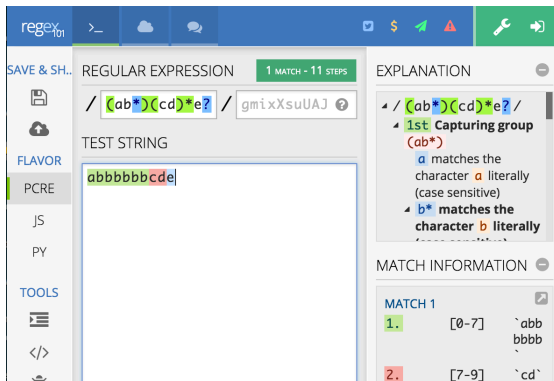 regex101
>_
$
SAVE & SH..
FLAVOR
PCRE
JS
PY
TOOLS
</>
REGULAR EXPRESSION
1 MATCH - 11 STEPS
/ (ab*)(cd)*e? / gmixXsuUAJ ?
TEST STRING
abbbbbbcde
EXPLANATION
/ (ab*)(cd)*e? /
1st Capturing group
(ab*)
a matches the
character a literally
(case sensitive)
b* matches the
character b literally
(case sensitive)
MATCH INFORMATION
MATCH 1
1. [0-7] `abb
bbbb
`
2. [7-9] `cd`